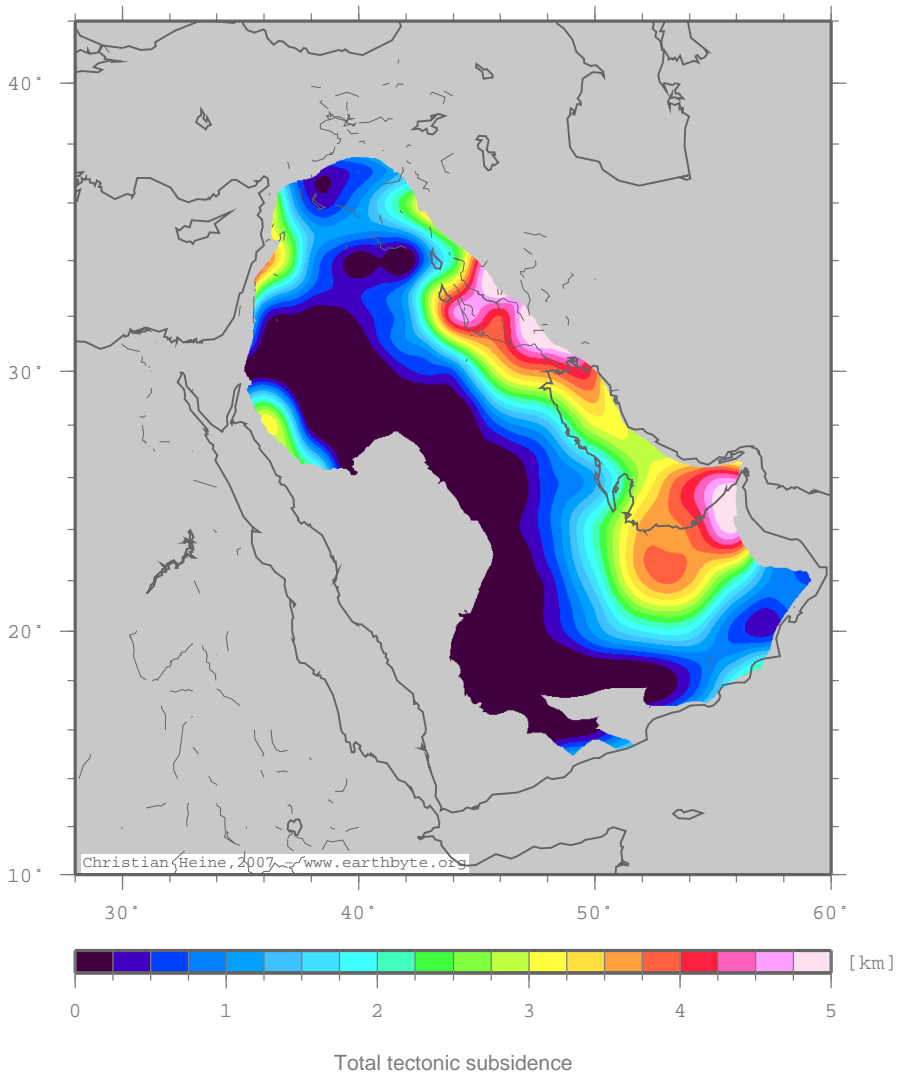 40°
30°
20°
Christian Heine,2007 - www.earthbyte.org
10°
30° 40° 50° 60°
[km]
0 1 2 3 4 5
Total tectonic subsidence